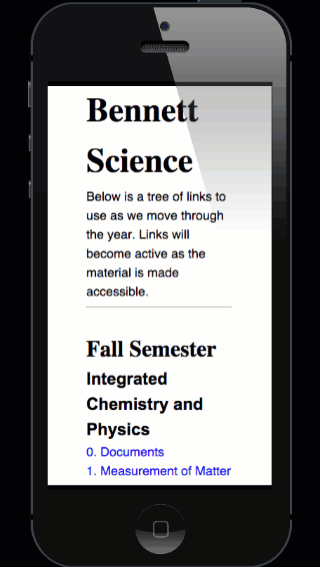 Bennett
Science
Below is a tree of links to
use as we move through
the year. Links will
become active as the
material is made
accessible.
Fall Semester
Integrated
Chemistry and
Physics
0. Documents
1. Measurement of Matter